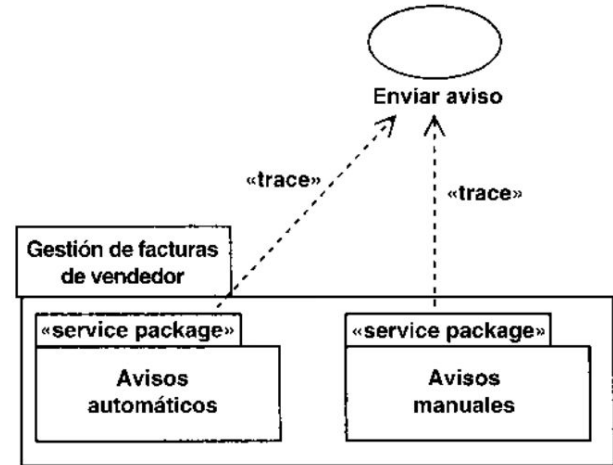 Enviar aviso
«trace»
«trace»
Gestión de facturas
de vendedor
«service package»
Avisos
automáticos
«service package»
Avisos
manuales